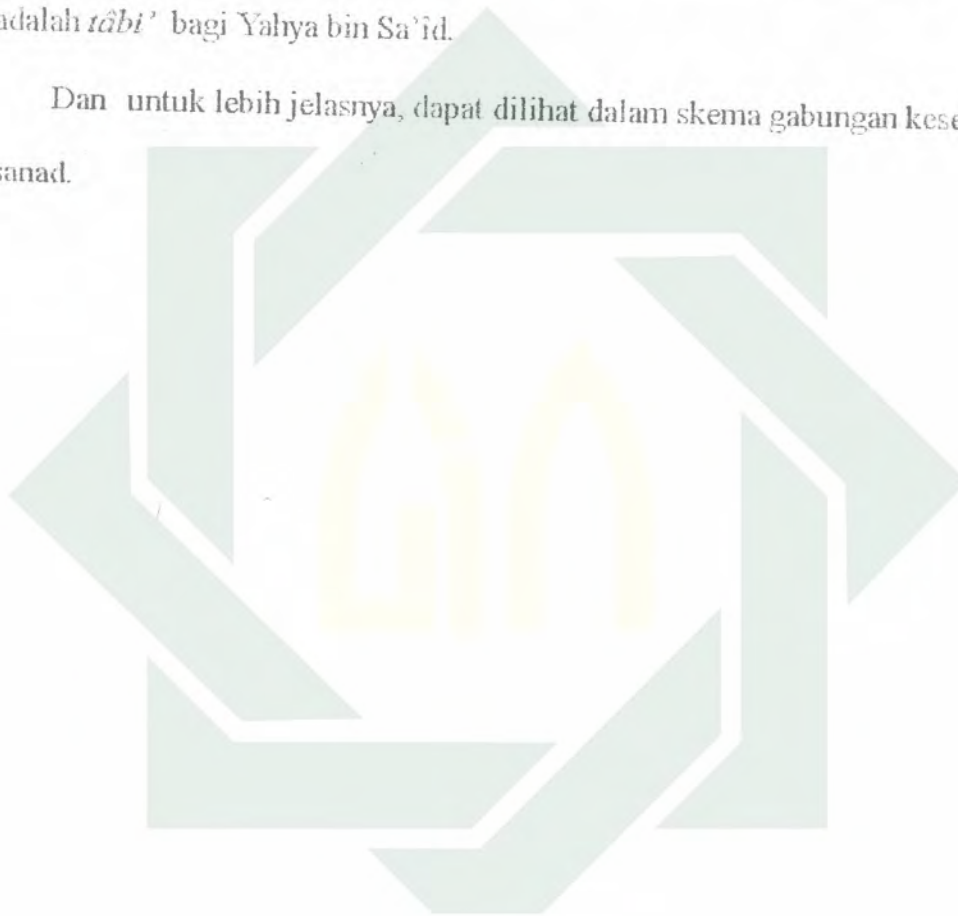 adalah tâbi' bagi Yahya bin Sa'îd.
Dan untuk lebih jelasnya, dapat dilihat dalam skema gabungan kese
sanad.